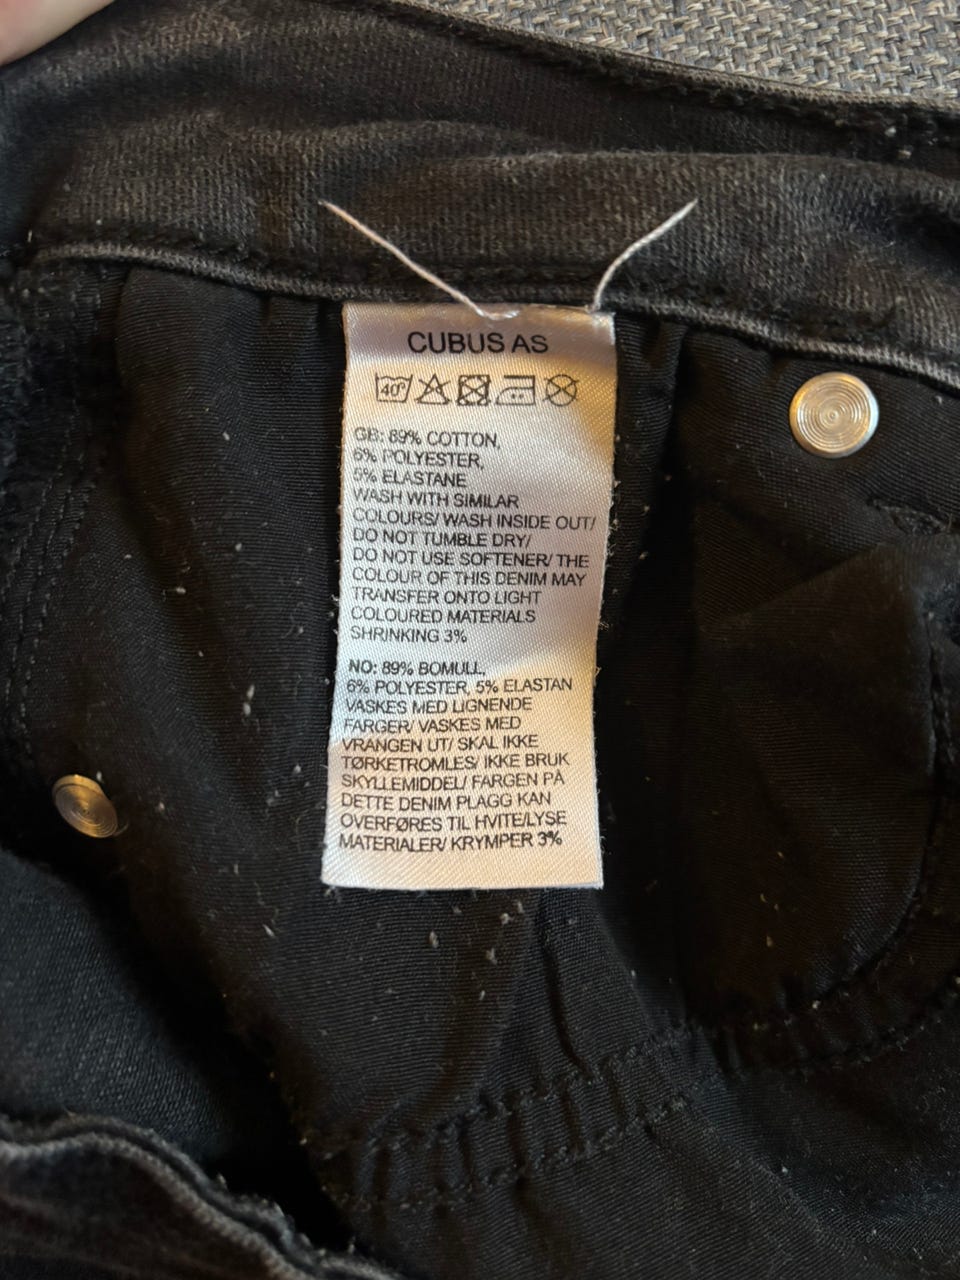 CUBUS AS
40°
GB: 89% COTTON,
6% POLYESTER,
5% ELASTANE
WASH WITH SIMILAR
COLOURS/ WASH INSIDE OUT/
DO NOT TUMBLE DRY/
DO NOT USE SOFTENER/ THE
COLOUR OF THIS DENIM MAY
TRANSFER ONTO LIGHT
COLOURED MATERIALS
SHRINKING 3%
NO: 89% BOMULL,
6% POLYESTER, 5% ELASTAN
VASKES MED LIGNENDE
FARGER/ VASKES MED
VRANGEN UT/ SKAL IKKE
TØRKETROMLES/ IKKE BRUK
SKYLLEMIDDEL/ FARGEN PÅ
DETTE DENIM PLAGG KAN
OVERFØRES TIL HVITE/LYSE
MATERIALER/ KRYMPER 3%